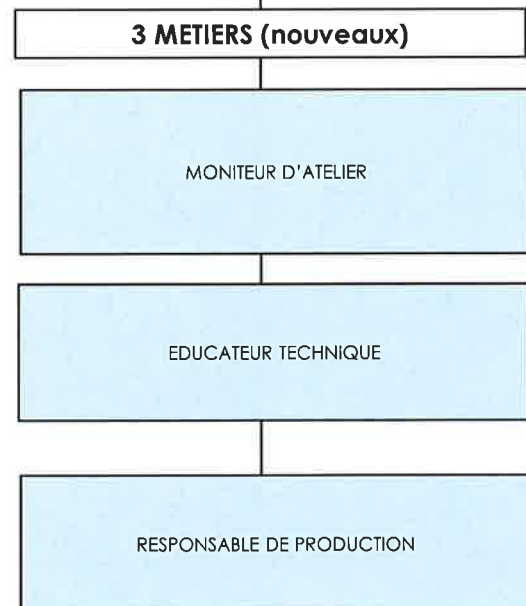 3 METIERS (nouveaux)
MONITEUR D'ATELIER
EDUCATEUR TECHNIQUE
RESPONSABLE DE PRODUCTION